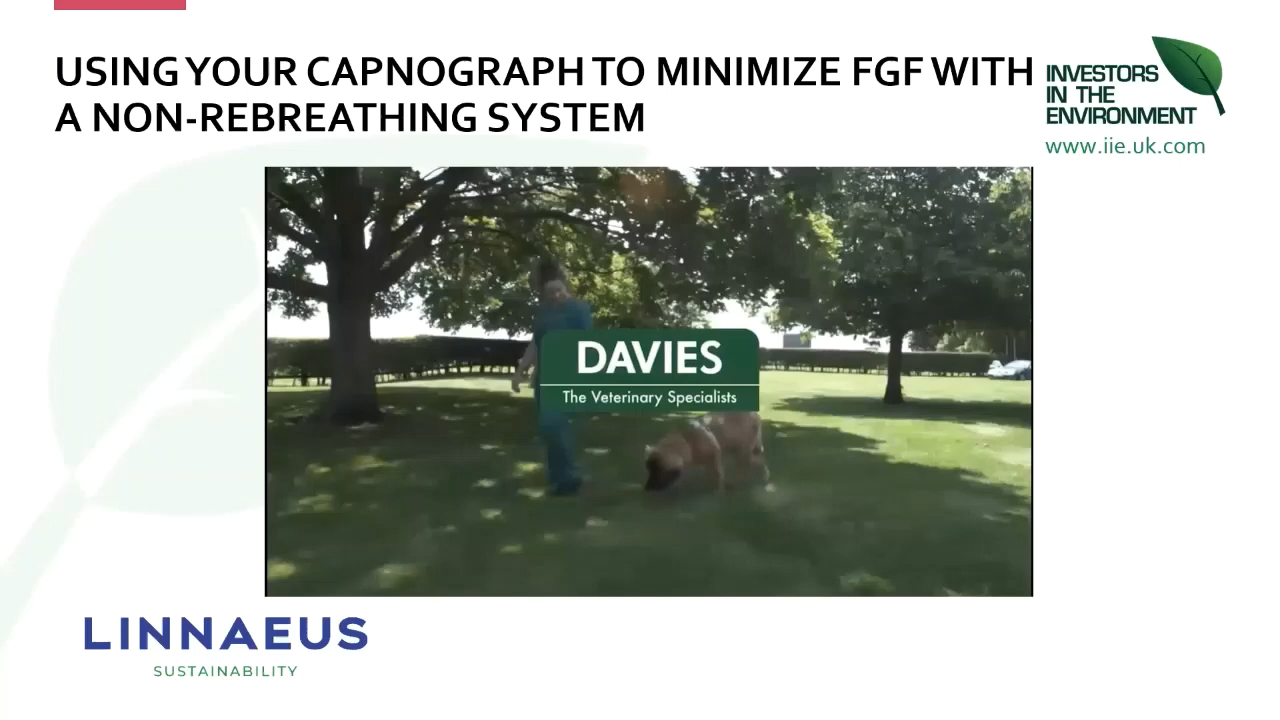 USING YOUR CAPNOGRAPH TO MINIMIZE FGF WITH
A NON-REBREATHING SYSTEM
INVESTORS
IN THE
ENVIRONMENT
www.iie.uk.com
DAVIES
The Veterinary Specialists
LINNAEUS
SUSTAINABILITY